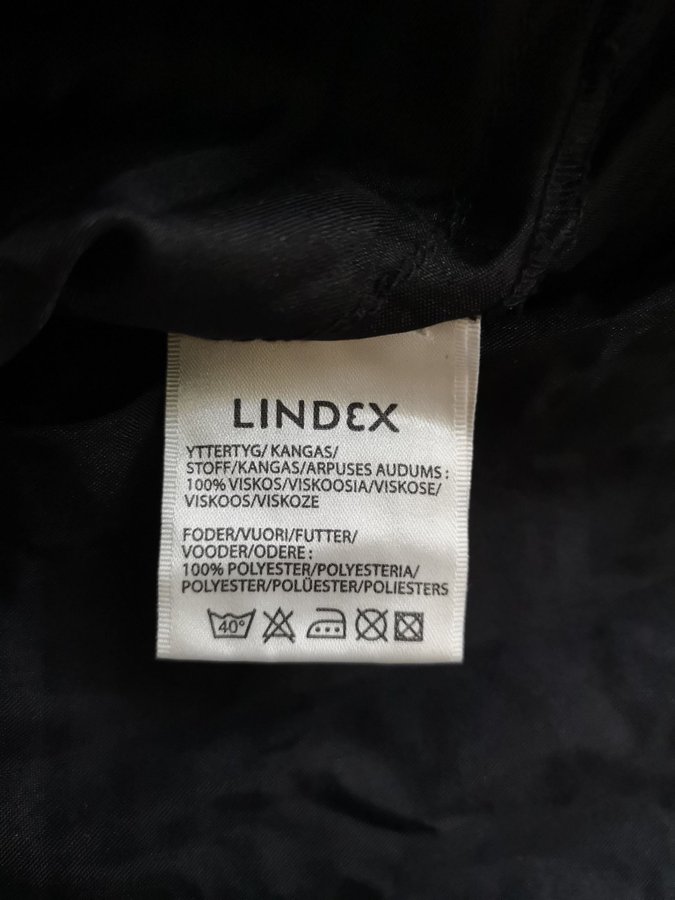 LINDEX
YTTERTYG/KANGAS/
STOFF/KANGAS/ARPUSES AUDUMS :
100% VISKOS/VISKOOSIA/VISKOSE/
VISKOOS/VISKOZE
FODER/VUORI/FUTTER/
VOODER/ODERE :
100% POLYESTER/POLYESTERIA/
POLYESTER/POLÜESTER/POLIESTERS
40°